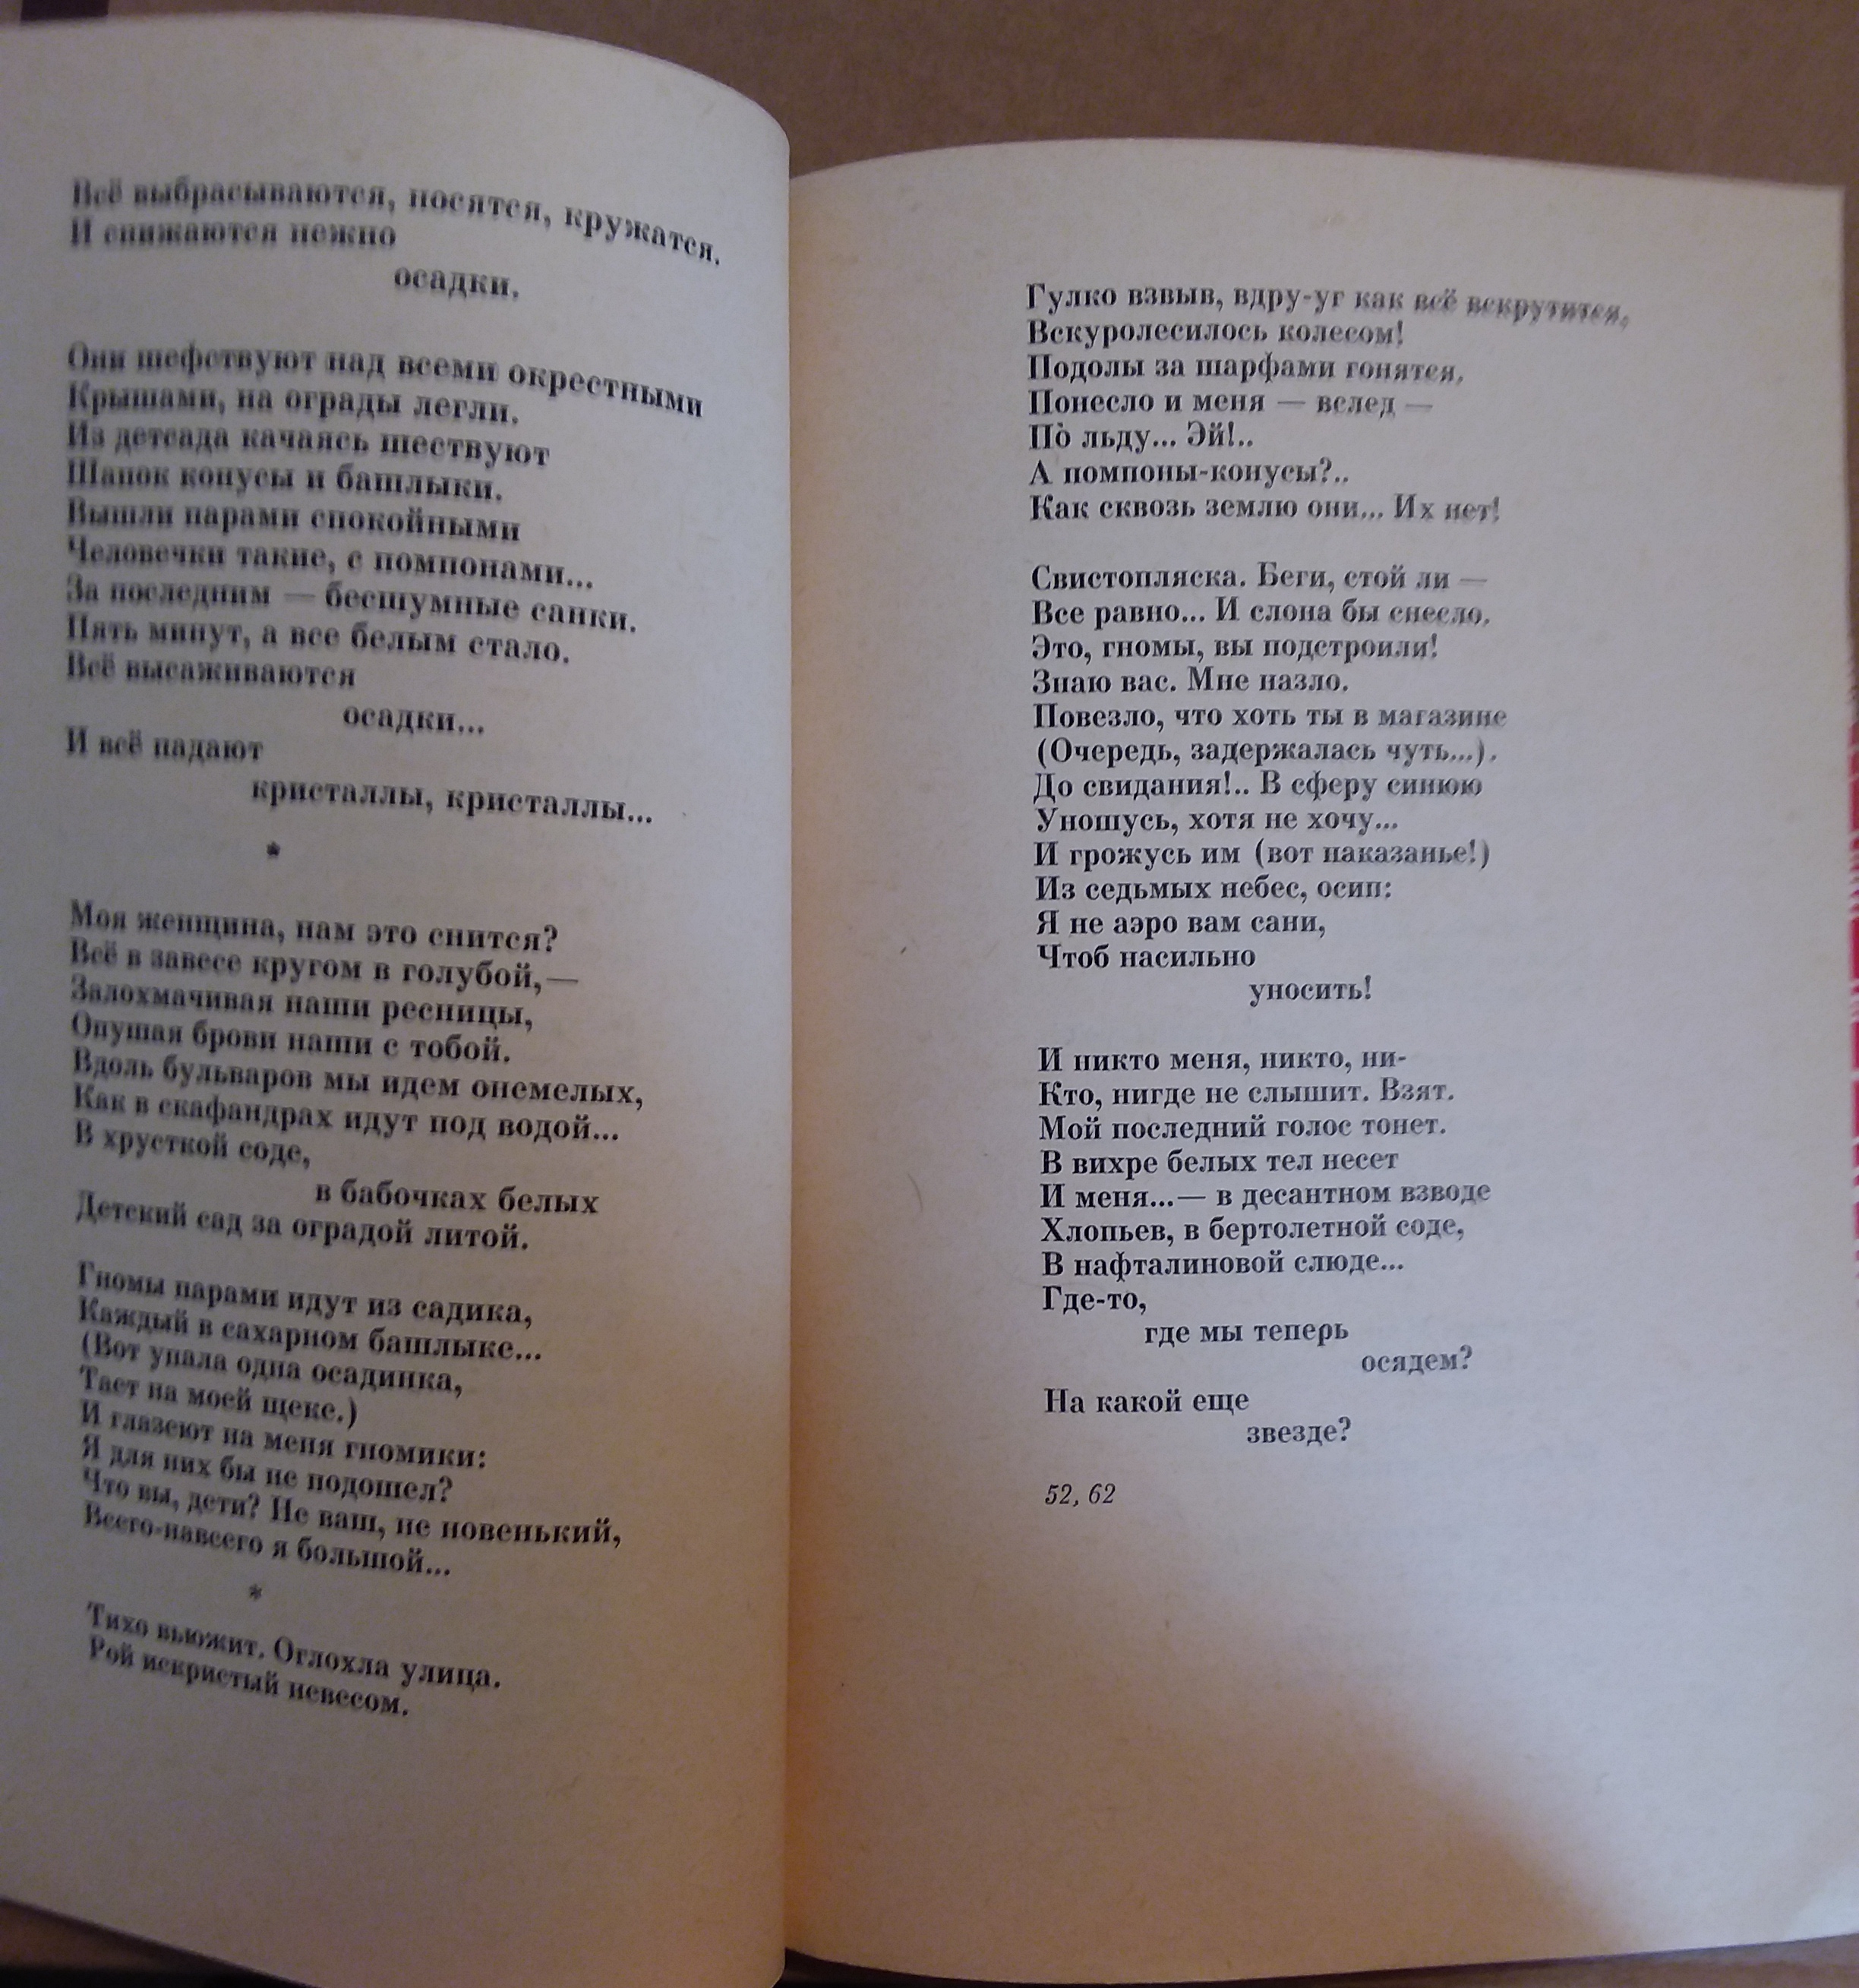 Всё выбрасываются, носятся, кружатся.
И снижаются нежно
осадки.
Они шефствуют над всеми окрестными
Крышами, на ограды легли.
Из детсада качаясь шествуют
Шапок конусы и башлыки.
Вышли парами спокойными
Человечки такие, с помпонами...
За последним — бесшумные санки.
Пять минут, а все белым стало.
Всё высаживаются
осадки...
И всё падают
кристаллы, кристаллы...
*
Моя женщина, нам это снится?
Всё в завесе кругом в голубой,—
Залохмачивая наши ресницы,
Опушая брови наши с тобой.
Вдоль бульваров мы идем онемелых,
Как в скафандрах идут под водой...
В хрусткой соде,
в бабочках белых
Детский сад за оградой литой.
Гномы парами идут из садика,
Каждый в сахарном башлыке...
(Вот упала одна осадинка,
Тает на моей щеке.)
И глазеют на меня гномики:
Я для них бы не подошел?
Что вы, дети? Не ваш, не новенький,
Всего-навсего я большой...
*
Тихо вьюжит. Оглохла улица.
Рой искристый невесом.
Гулко взвыв, вдру-уг как всё вскрутится,
Вскуролесилось колесом!
Подолы за шарфами гонятся,
Понесло и меня — вслед —
По̀ льду... Эй!..
А помпоны-конусы?..
Как сквозь землю они... Их нет!
Свистопляска. Беги, стой ли —
Все равно... И слона бы снесло.
Это, гномы, вы подстроили!
Знаю вас. Мне назло.
Повезло, что хоть ты в магазине
(Очередь, задержалась чуть...).
До свидания!.. В сферу синюю
Уношусь, хотя не хочу...
И грожусь им (вот наказанье!)
Из седьмых небес, осип:
Я не аэро вам сани,
Чтоб насильно
уносить!
И никто меня, никто, ни-
Кто, нигде не слышит. Взят.
Мой последний голос тонет.
В вихре белых тел несет
И меня...— в десантном взводе
Хлопьев, в бертолетной соде,
В нафталиновой слюде...
Где-то,
где мы теперь
осядем?
На какой еще
звезде?
52, 62